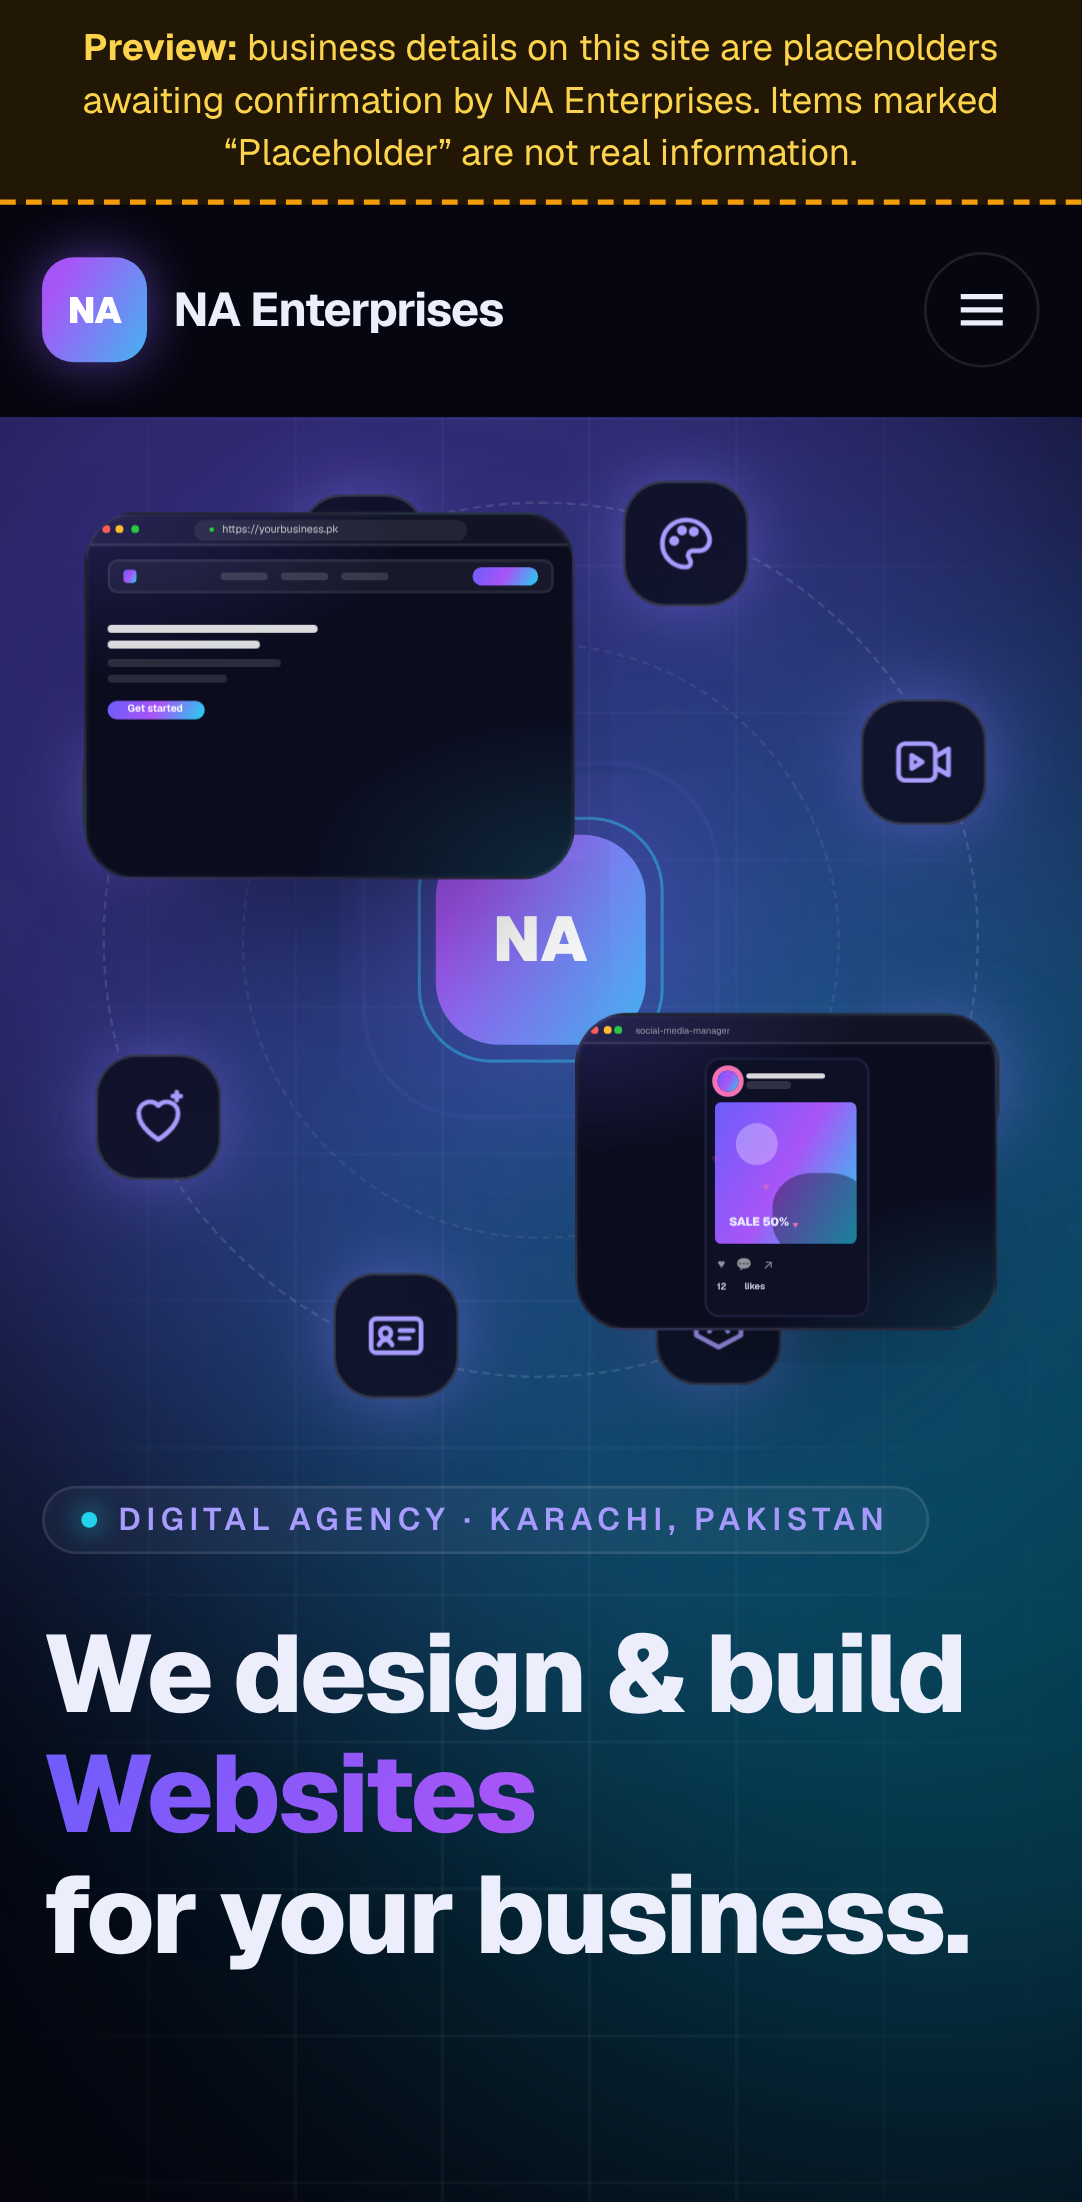 Preview: business details on this site are placeholders
awaiting confirmation by NA Enterprises. Items marked
“Placeholder” are not real information.
NA
NA Enterprises
https://yourbusiness.pk
Get started
NA
social-media-manager
SALE 50%
12 likes
DIGITAL AGENCY · KARACHI, PAKISTAN
We design & build
Websites
for your business.